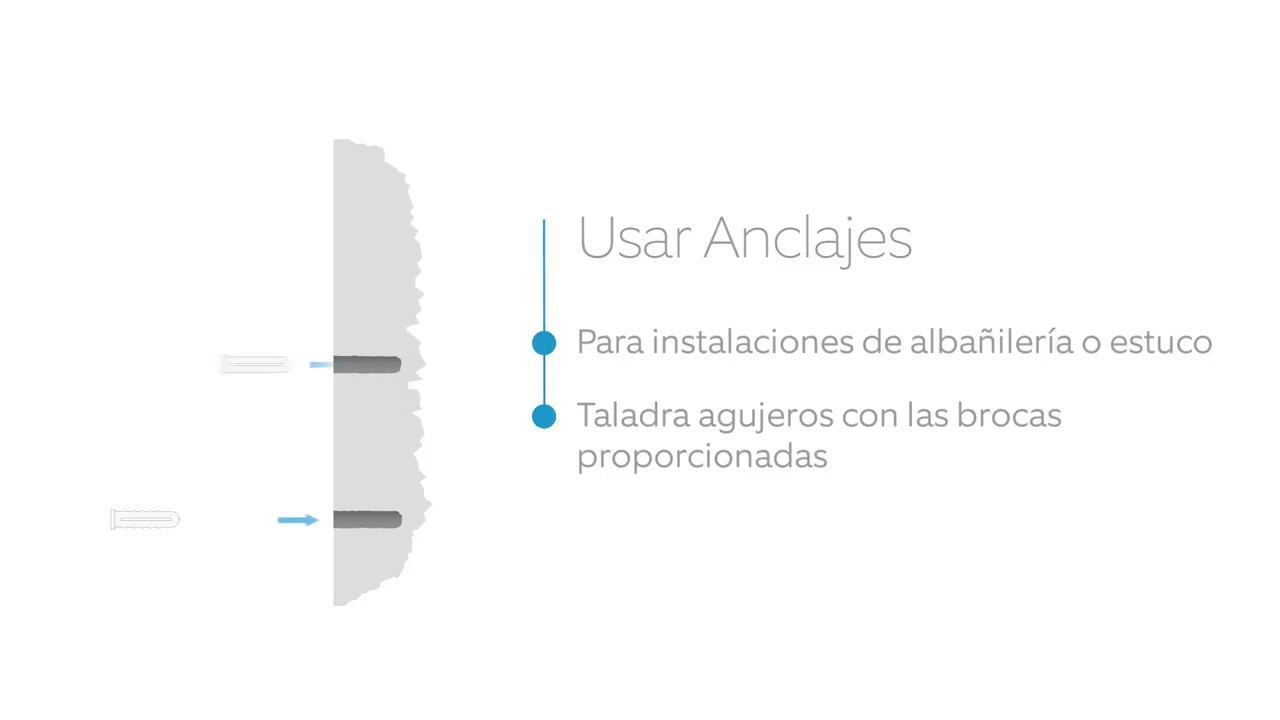 Usar Anclajes
Para instalaciones de albañilería o estuco
Taladra agujeros con las brocas
proporcionadas